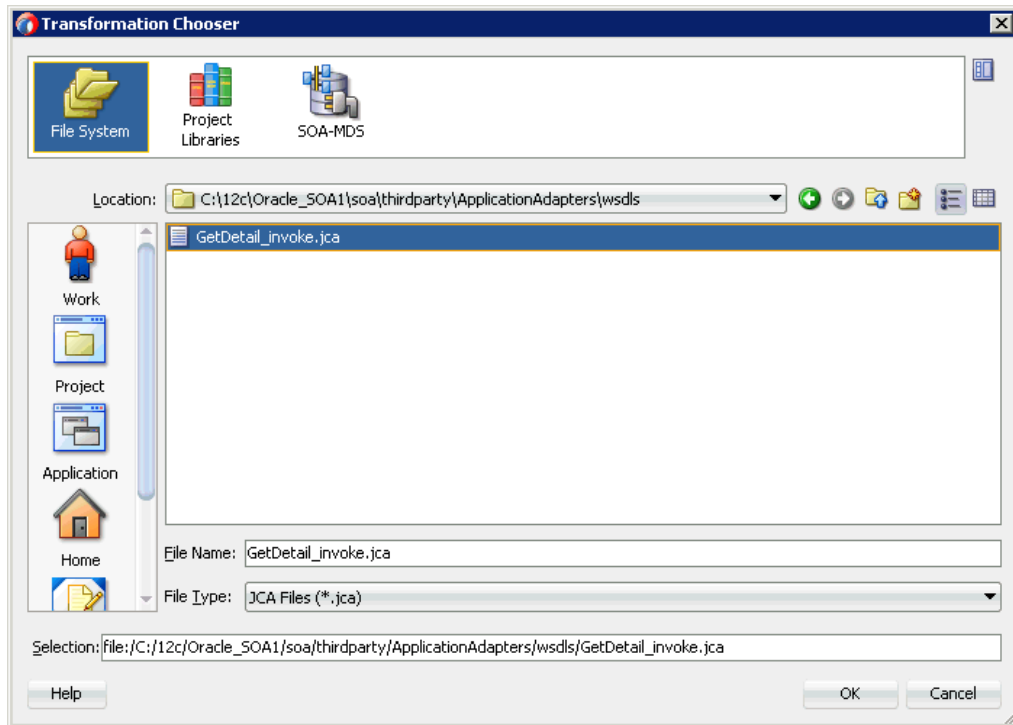 Transformation Chooser
File System
Project
Libraries
SOA-MDS
Location:
C:\12c\Oracle_SOA1\soa\thirdparty\ApplicationAdapters\wsdls
GetDetail_invoke.jca
Work
Project
Application
Home
File Name:
GetDetail_invoke.jca
File Type:
JCA Files (*.jca)
Selection:
file:/C:/12c/Oracle_SOA1/soa/thirdparty/ApplicationAdapters/wsdls/GetDetail_invoke.jca
Help
OK
Cancel